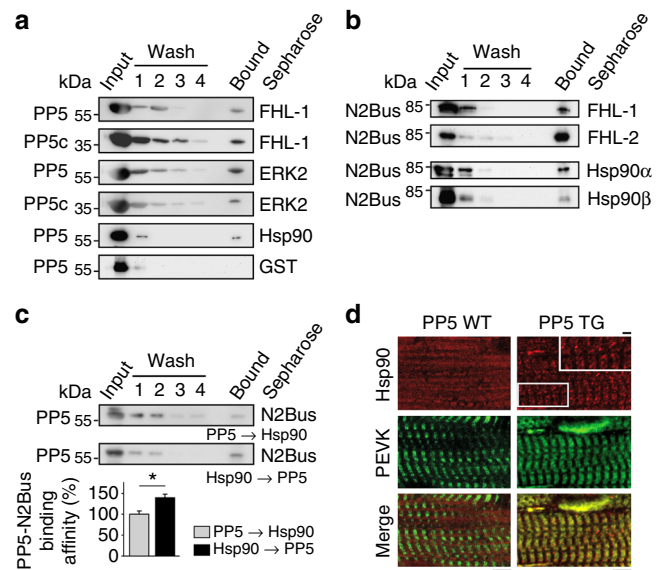 a
Wash
kDa Input 1 2 3 4 Bound Sepharose
PP5 55 FHL-1
PP5c 35 FHL-1
PP5 55 ERK2
PP5c 35 ERK2
PP5 55 Hsp90
PP5 55 GST
b
Wash
kDa Input 1 2 3 4 Bound Sepharose
N2Bus 85 FHL-1
N2Bus 85 FHL-2
N2Bus 85 Hsp90α
N2Bus 85 Hsp90β
c
Wash
kDa Input 1 2 3 4 Bound Sepharose
PP5 55 N2Bus
PP5 → Hsp90
PP5 55 N2Bus
Hsp90 → PP5
PP5-N2Bus
binding
affinity (%)
150
100
50
0
*
PP5 → Hsp90
Hsp90 → PP5
d
PP5 WT PP5 TG
Hsp90
PEVK
Merge